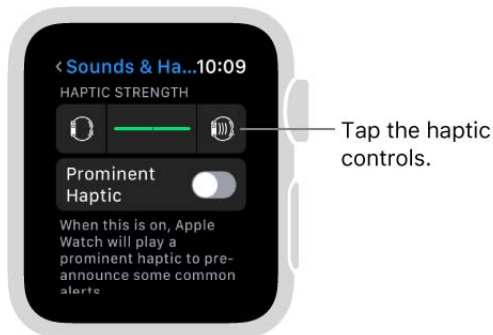 < Sounds & Ha...10:09
HAPTIC STRENGTH
Prominent
Haptic
When this is on, Apple
Watch will play a
prominent haptic to pre-
announce some common
alerts
Tap the haptic
controls.